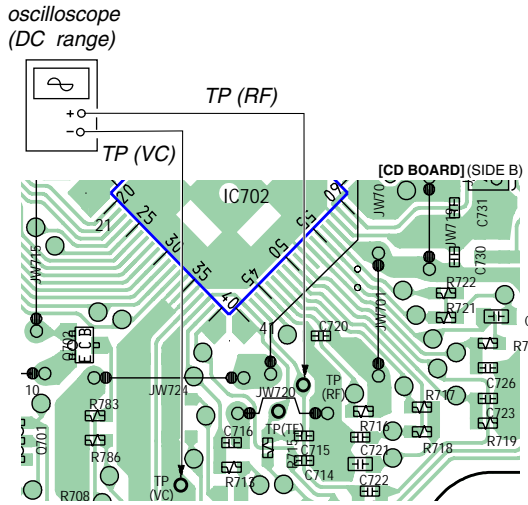 oscilloscope
(DC range)
+
−
TP (RF)
TP (VC)
[CD BOARD] (SIDE B)
IC702
20
21
25
30
35
40
41
45
50
55
60
JW70
JW719
C731
C730
JW715
JW701
R722
R721
Q702
E C B
C720
R7
10
JW724
JW720
TP
(RF)
C726
R783
R717
C723
TP(TE)
C716
R715
C715
R716
R718
R719
Q701
R786
C721
C714
R713
C722
R708
TP
(VC)